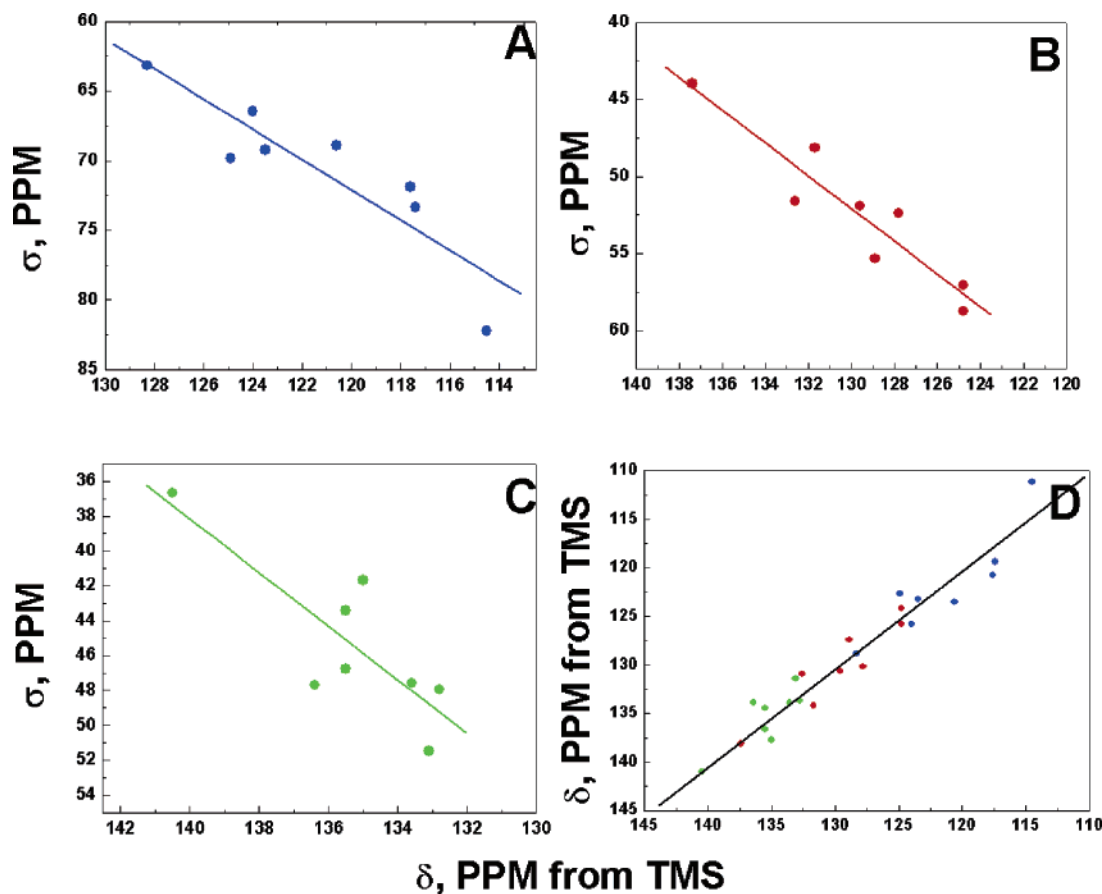 A
σ, PPM
60
65
70
75
80
85
130 128 126 124 122 120 118 116 114
B
σ, PPM
40
45
50
55
60
140 138 136 134 132 130 128 126 124 122 120
C
σ, PPM
36
38
40
42
44
46
48
50
52
54
142 140 138 136 134 132 130
D
δ, PPM from TMS
110
115
120
125
130
135
140
145
145 140 135 130 125 120 115 110
δ, PPM from TMS